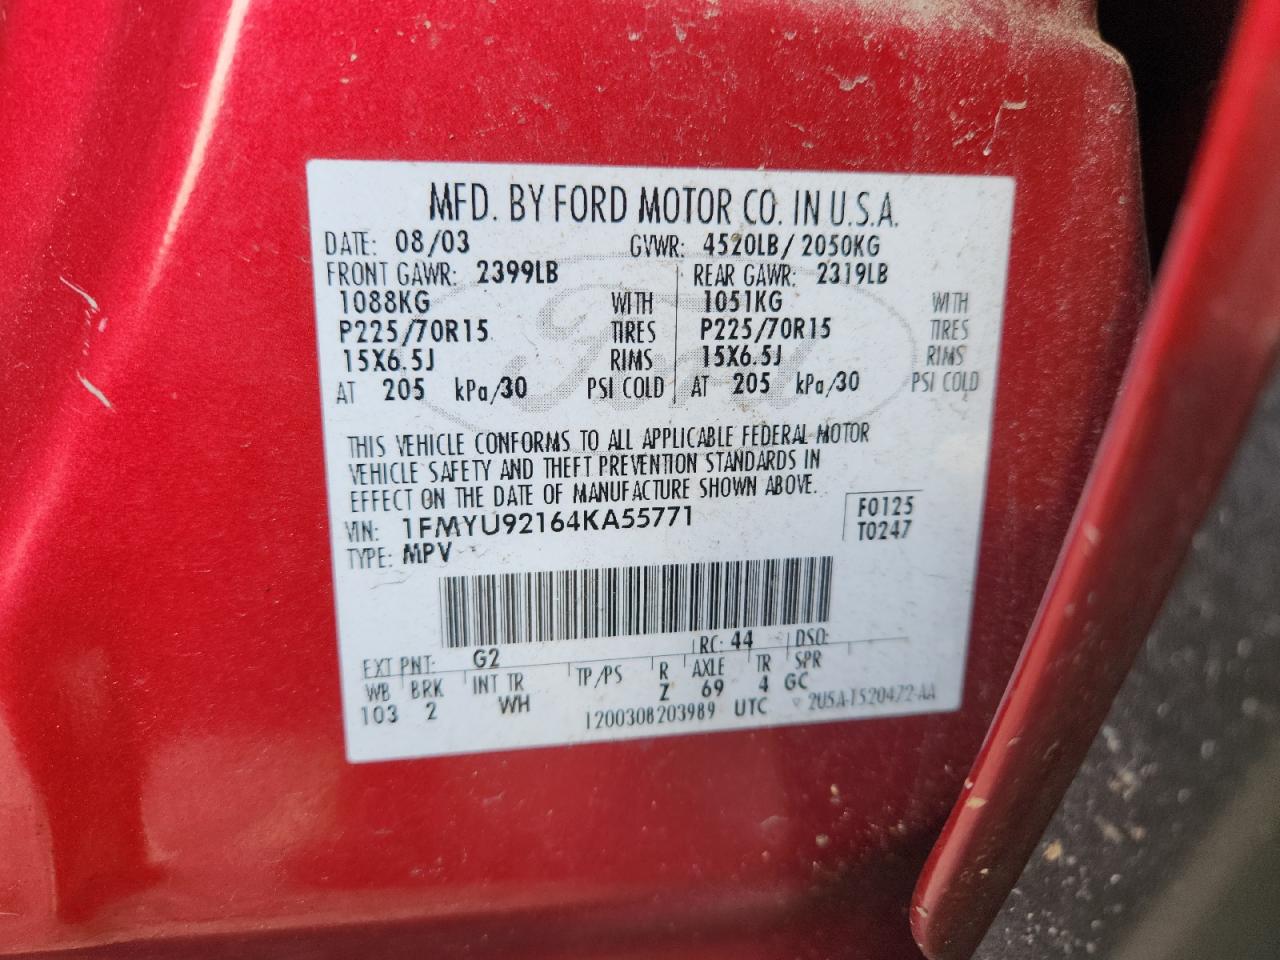 MFD. BY FORD MOTOR CO. IN U.S.A.
DATE: 08/03 GVWR: 4520LB/2050KG
FRONT GAWR: 2399LB REAR GAWR: 2319LB
1088KG WITH 1051KG WITH
P225/70R15 TIRES P225/70R15 TIRES
15X6.5J RIMS 15X6.5J RIMS
AT 205 kPa/30 PSI COLD AT 205 kPa/30 PSI COLD
Ford
THIS VEHICLE CONFORMS TO ALL APPLICABLE FEDERAL MOTOR
VEHICLE SAFETY AND THEFT PREVENTION STANDARDS IN
EFFECT ON THE DATE OF MANUFACTURE SHOWN ABOVE.
VIN: 1FMYU92164KA55771 F0125
TYPE: MPV T0247
EXT PNT: G2 RC: 44 DSO:
WB BRK INT TR TP/PS R AXLE TR SPR
103 2 WH Z 69 4 GC
1200308203989 UTC 2U5A-1520472-AA